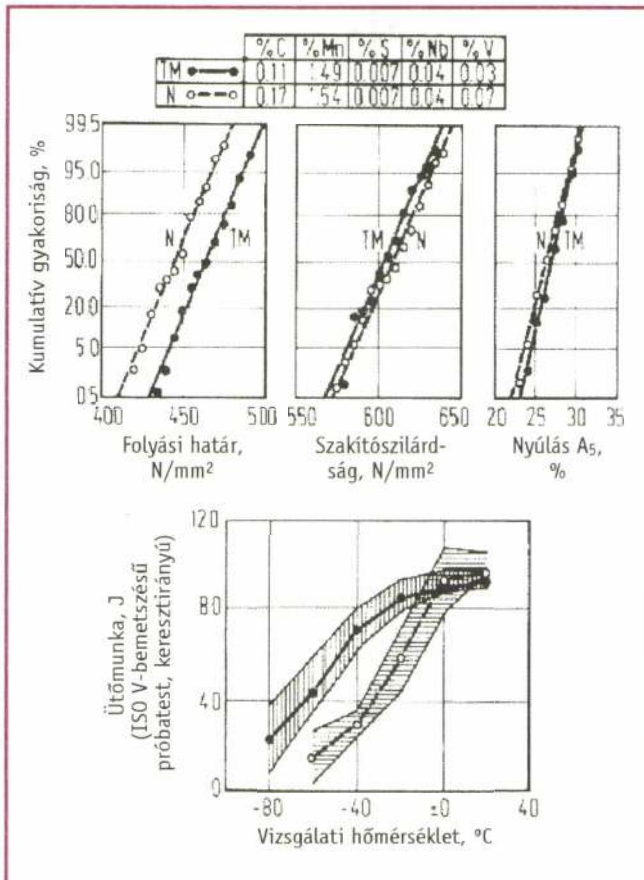 %C %Mn %S %Nb %V
TM 0.11 1.49 0.007 0.04 0.03
N 0.17 1.54 0.007 0.04 0.07
Kumulatív gyakoriság, %
99.5
95.0
80.0
50.0
20.0
5.0
0.5
N TM
TM N
N TM
400 450 500
550 600 650
20 25 30 35
Folyási határ,
N/mm²
Szakítószilárd-
ság, N/mm²
Nyúlás A₅,
%
Ütőmunka, J
(ISO V-bemetszésű
próbatest, keresztirányú)
120
80
40
0
-80 -40 ±0 40
Vizsgálati hőmérséklet, °C